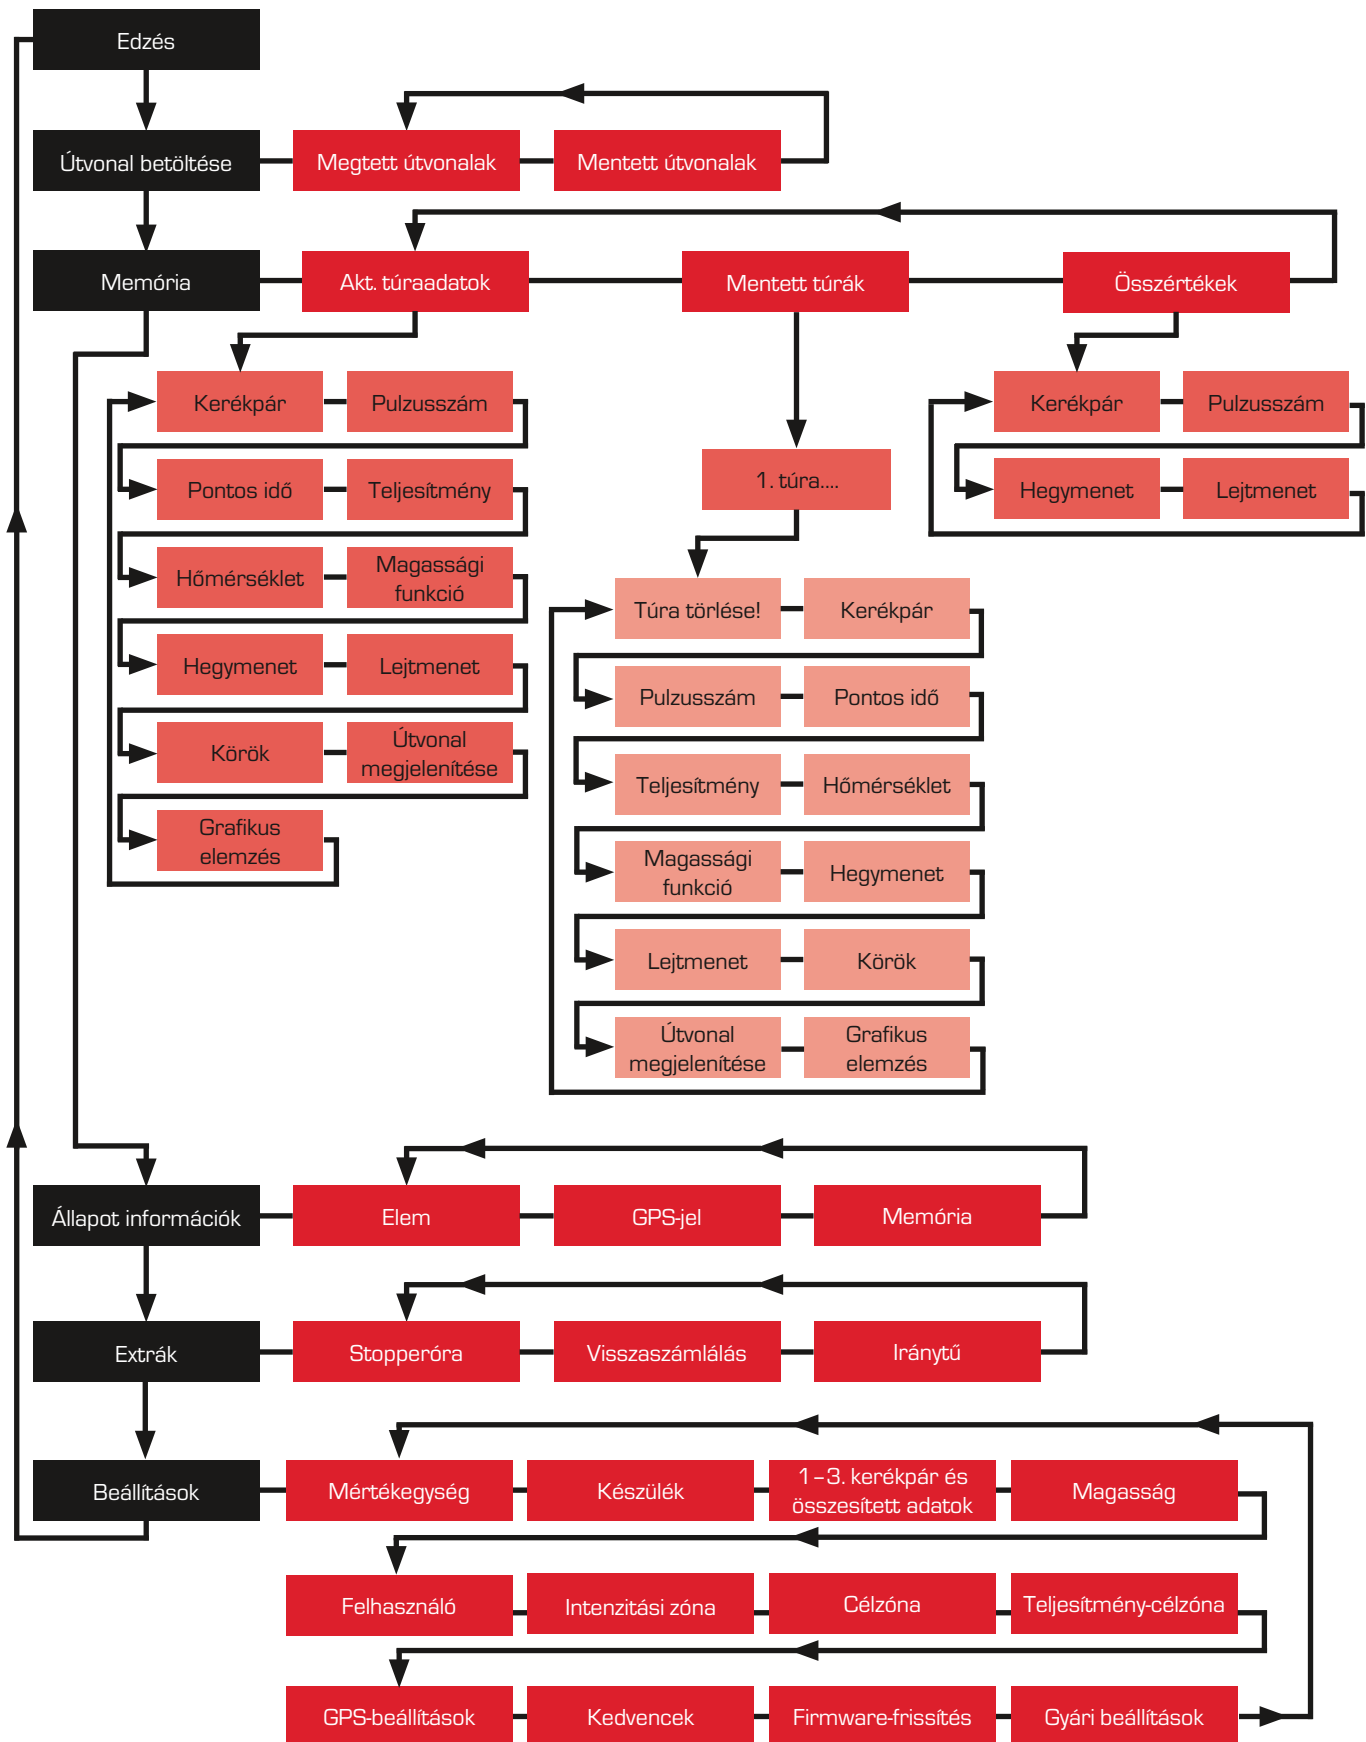 Edzés
Útvonal betöltése
Megtett útvonalak
Mentett útvonalak
Memória
Akt. túraadatok
Mentett túrák
Összértékek
Kerékpár
Pulzusszám
Pontos idő
Teljesítmény
Hőmérséklet
Magassági
funkció
Hegymenet
Lejtmenet
Körök
Útvonal
megjelenítése
Grafikus
elemzés
1. túra....
Túra törlése!
Kerékpár
Pulzusszám
Pontos idő
Teljesítmény
Hőmérséklet
Magassági
funkció
Hegymenet
Lejtmenet
Körök
Útvonal
megjelenítése
Grafikus
elemzés
Kerékpár
Pulzusszám
Hegymenet
Lejtmenet
Állapot információk
Elem
GPS-jel
Memória
Extrák
Stopperóra
Visszaszámlálás
Iránytű
Beállítások
Mértékegység
Készülék
1–3. kerékpár és
összesített adatok
Magasság
Felhasználó
Intenzitási zóna
Célzóna
Teljesítmény-célzóna
GPS-beállítások
Kedvencek
Firmware-frissítés
Gyári beállítások